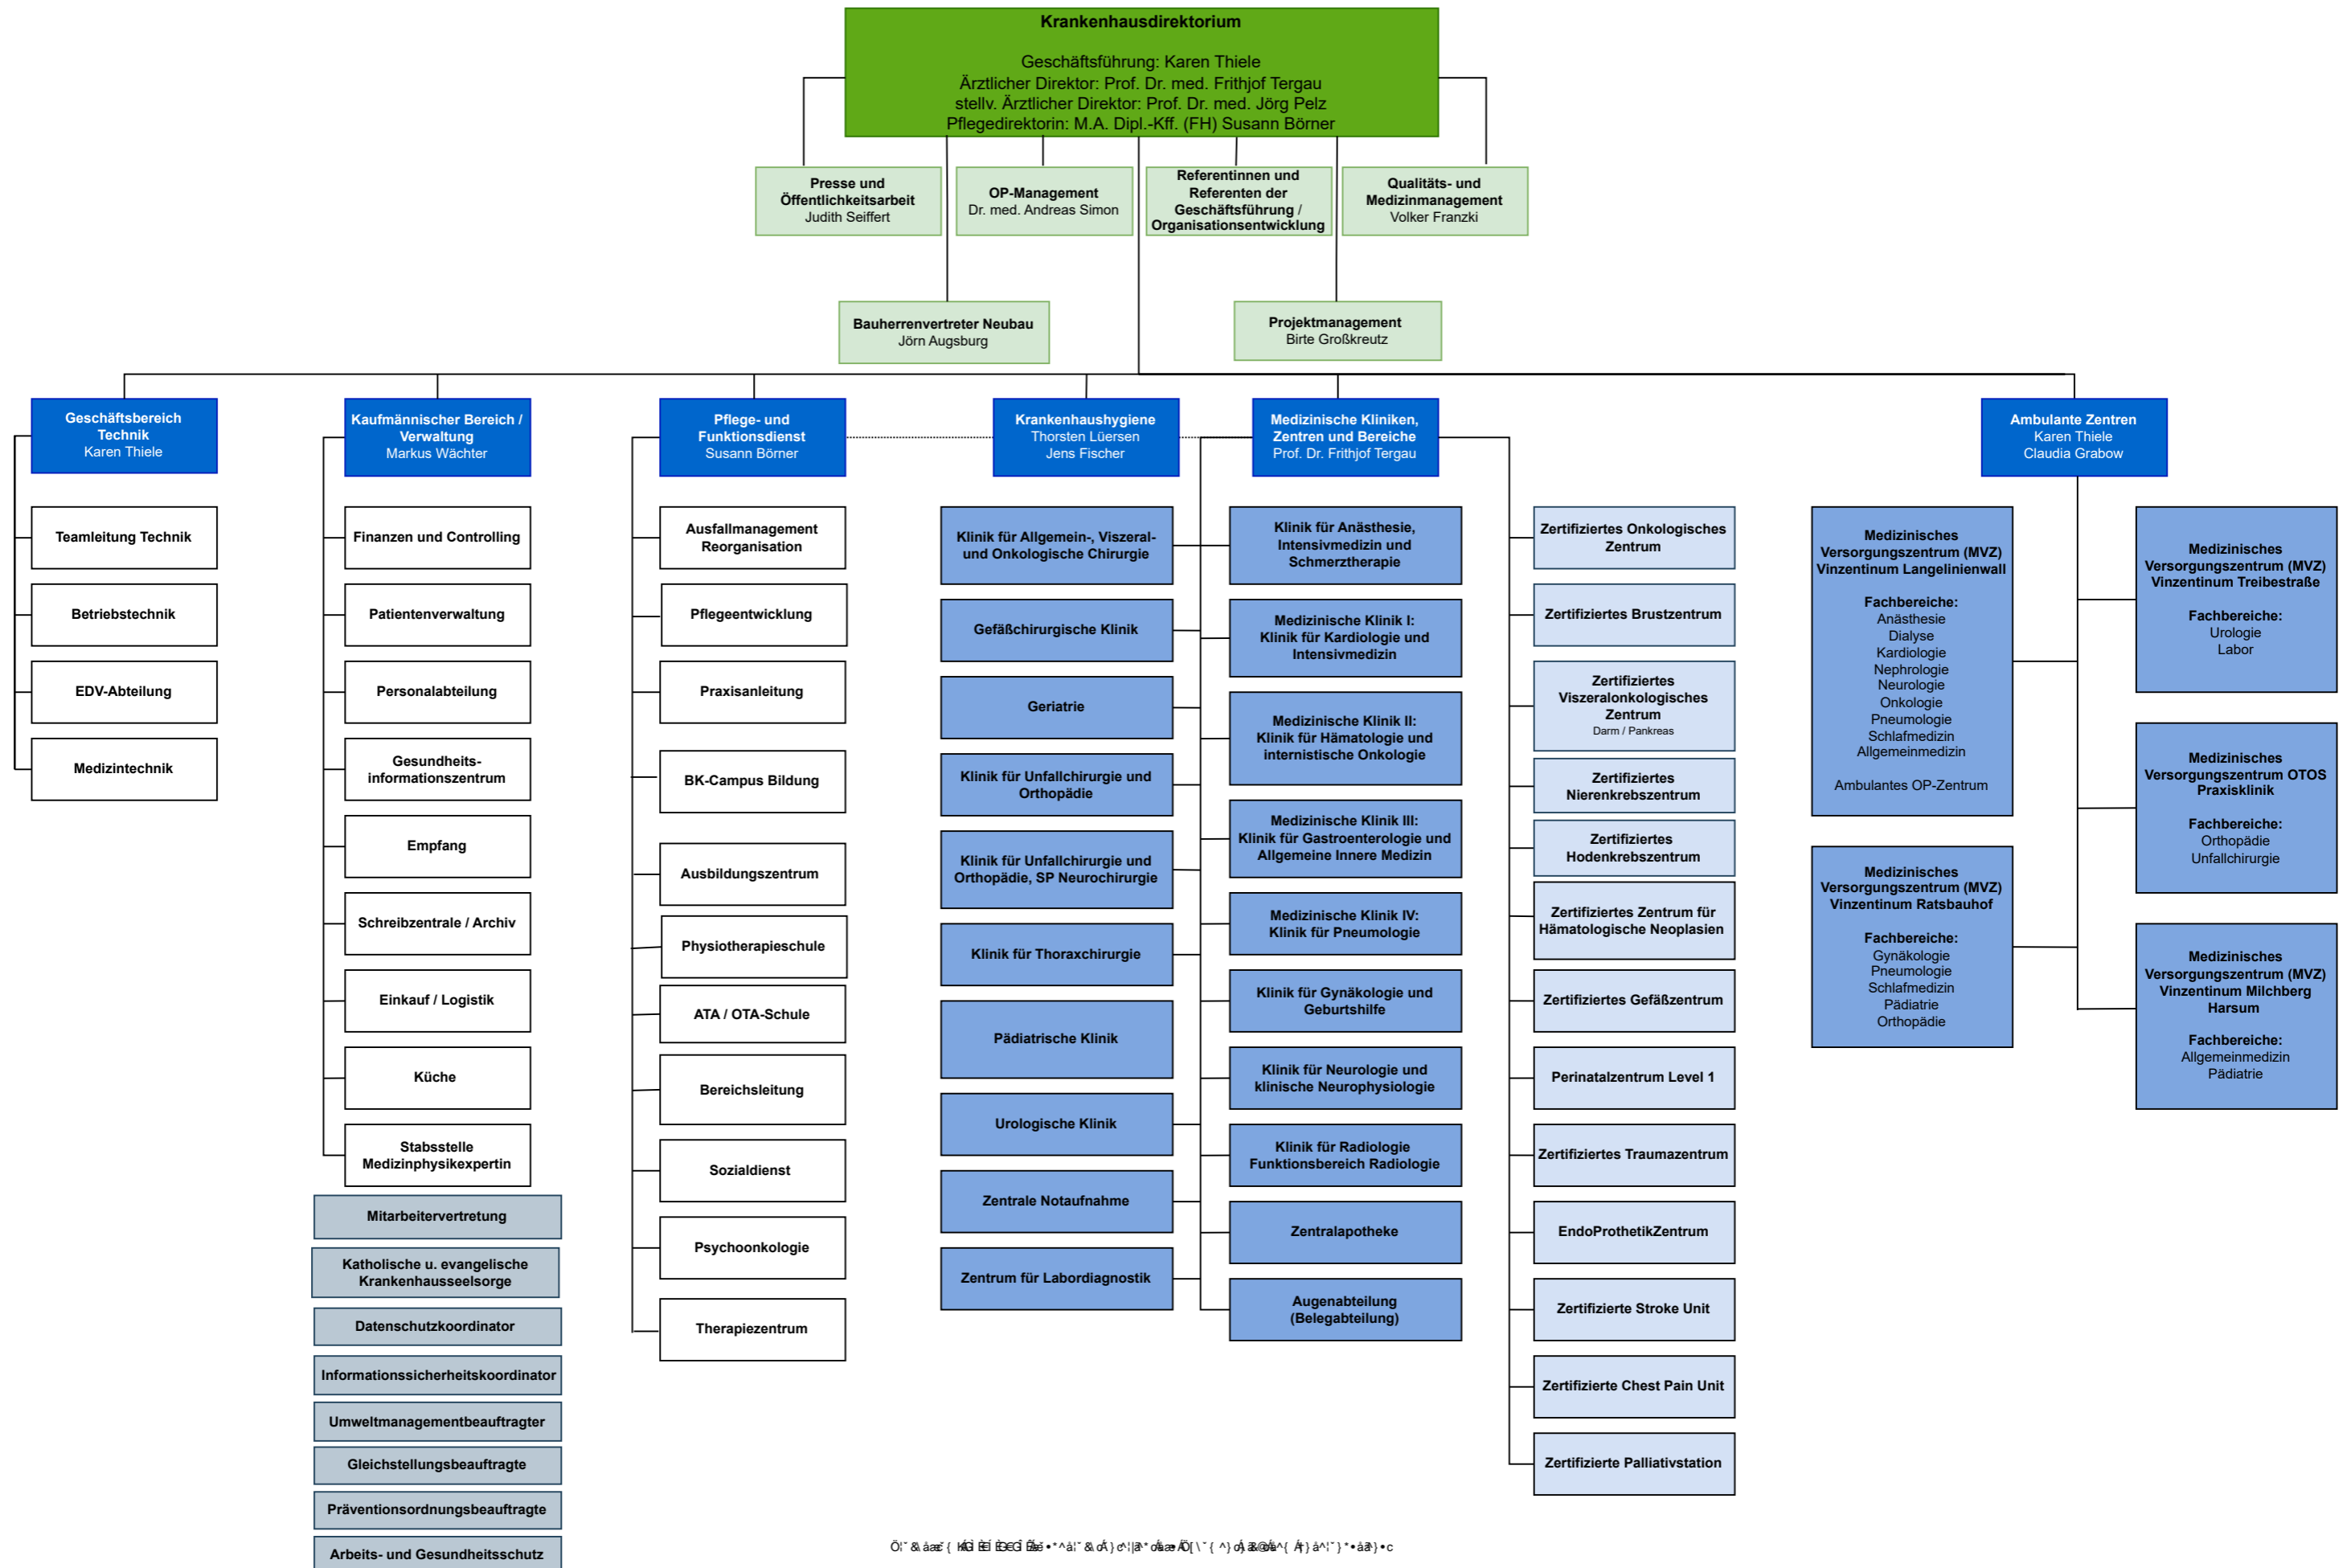 Krankenhausdirektorium
Geschäftsführung: Karen Thiele
Ärztlicher Direktor: Prof. Dr. med. Frithjof Tergau
stellv. Ärztlicher Direktor: Prof. Dr. med. Jörg Pelz
Pflegedirektorin: M.A. Dipl.-Kff. (FH) Susann Börner
Presse und
Öffentlichkeitsarbeit
Judith Seiffert
OP-Management
Dr. med. Andreas Simon
Referentinnen und
Referenten der
Geschäftsführung /
Organisationsentwicklung
Qualitäts- und
Medizinmanagement
Volker Franzki
Bauherrenvertreter Neubau
Jörn Augsburg
Projektmanagement
Birte Großkreutz
Geschäftsbereich
Technik
Karen Thiele
Teamleitung Technik
Betriebstechnik
EDV-Abteilung
Medizintechnik
Kaufmännischer Bereich /
Verwaltung
Markus Wächter
Finanzen und Controlling
Patientenverwaltung
Personalabteilung
Gesundheits-
informationszentrum
Empfang
Schreibzentrale / Archiv
Einkauf / Logistik
Küche
Stabsstelle
Medizinphysikexpertin
Mitarbeitervertretung
Katholische u. evangelische
Krankenhausseelsorge
Datenschutzkoordinator
Informationssicherheitskoordinator
Umweltmanagementbeauftragter
Gleichstellungsbeauftragte
Präventionsordnungsbeauftragte
Arbeits- und Gesundheitsschutz
Pflege- und
Funktionsdienst
Susann Börner
Ausfallmanagement
Reorganisation
Pflegeentwicklung
Praxisanleitung
BK-Campus Bildung
Ausbildungszentrum
Physiotherapieschule
ATA / OTA-Schule
Bereichsleitung
Sozialdienst
Psychoonkologie
Therapiezentrum
Krankenhaushygiene
Thorsten Lüersen
Jens Fischer
Medizinische Kliniken,
Zentren und Bereiche
Prof. Dr. Frithjof Tergau
Klinik für Allgemein-, Viszeral-
und Onkologische Chirurgie
Gefäßchirurgische Klinik
Geriatrie
Klinik für Unfallchirurgie und
Orthopädie
Klinik für Unfallchirurgie und
Orthopädie, SP Neurochirurgie
Klinik für Thoraxchirurgie
Pädiatrische Klinik
Urologische Klinik
Zentrale Notaufnahme
Zentrum für Labordiagnostik
Klinik für Anästhesie,
Intensivmedizin und
Schmerztherapie
Medizinische Klinik I:
Klinik für Kardiologie und
Intensivmedizin
Medizinische Klinik II:
Klinik für Hämatologie und
internistische Onkologie
Medizinische Klinik III:
Klinik für Gastroenterologie und
Allgemeine Innere Medizin
Medizinische Klinik IV:
Klinik für Pneumologie
Klinik für Gynäkologie und
Geburtshilfe
Klinik für Neurologie und
klinische Neurophysiologie
Klinik für Radiologie
Funktionsbereich Radiologie
Zentralapotheke
Augenabteilung
(Belegabteilung)
Zertifiziertes Onkologisches
Zentrum
Zertifiziertes Brustzentrum
Zertifiziertes
Viszeralonkologisches
Zentrum
Darm / Pankreas
Zertifiziertes
Nierenkrebszentrum
Zertifiziertes
Hodenkrebszentrum
Zertifiziertes Zentrum für
Hämatologische Neoplasien
Zertifiziertes Gefäßzentrum
Perinatalzentrum Level 1
Zertifiziertes Traumazentrum
EndoProthetikZentrum
Zertifizierte Stroke Unit
Zertifizierte Chest Pain Unit
Zertifizierte Palliativstation
Ambulante Zentren
Karen Thiele
Claudia Grabow
Medizinisches
Versorgungszentrum (MVZ)
Vinzentinum Langelinienwall
Fachbereiche:
Anästhesie
Dialyse
Kardiologie
Nephrologie
Neurologie
Onkologie
Pneumologie
Schlafmedizin
Allgemeinmedizin
Ambulantes OP-Zentrum
Medizinisches
Versorgungszentrum (MVZ)
Vinzentinum Ratsbauhof
Fachbereiche:
Gynäkologie
Pneumologie
Schlafmedizin
Pädiatrie
Orthopädie
Medizinisches
Versorgungszentrum (MVZ)
Vinzentinum Treibestraße
Fachbereiche:
Urologie
Labor
Medizinisches
Versorgungszentrum OTOS
Praxisklinik
Fachbereiche:
Orthopädie
Unfallchirurgie
Medizinisches
Versorgungszentrum (MVZ)
Vinzentinum Milchberg
Harsum
Fachbereiche:
Allgemeinmedizin
Pädiatrie